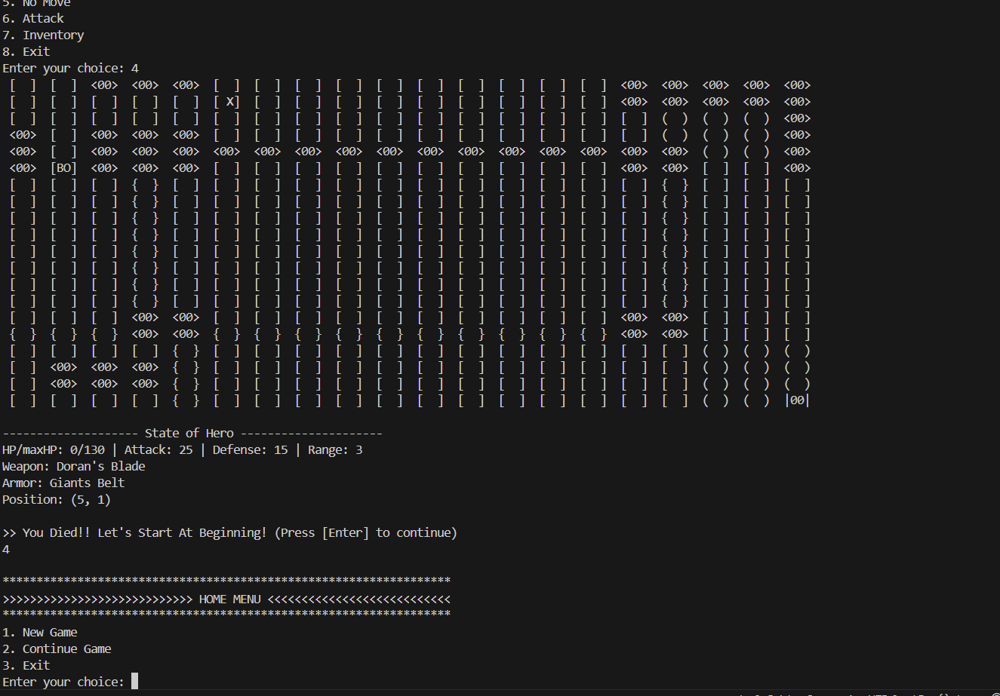 5. No Move
6. Attack
7. Inventory
8. Exit
Enter your choice: 4
[  ] [  ] <00> <00> <00> [  ] [  ] [  ] [  ] [  ] [  ] [  ] [  ] [  ] [  ] <00> <00> <00> <00> <00>
[  ] [  ] [  ] [  ] [  ] [ X] [  ] [  ] [  ] [  ] [  ] [  ] [  ] [  ] [  ] <00> <00> <00> <00> <00>
[  ] [  ] [  ] [  ] [  ] [  ] [  ] [  ] [  ] [  ] [  ] [  ] [  ] [  ] [  ] [  ] (  ) (  ) (  ) <00>
<00> [  ] <00> <00> <00> [  ] [  ] [  ] [  ] [  ] [  ] [  ] [  ] [  ] [  ] [  ] (  ) (  ) (  ) <00>
<00> [  ] <00> <00> <00> <00> <00> <00> <00> <00> <00> <00> <00> <00> <00> <00> <00> (  ) (  ) <00>
<00> [BO] <00> <00> <00> [  ] [  ] [  ] [  ] [  ] [  ] [  ] [  ] [  ] [  ] <00> <00> [  ] [  ] <00>
[  ] [  ] [  ] {  } [  ] [  ] [  ] [  ] [  ] [  ] [  ] [  ] [  ] [  ] [  ] [  ] {  } [  ] [  ] [  ]
[  ] [  ] [  ] {  } [  ] [  ] [  ] [  ] [  ] [  ] [  ] [  ] [  ] [  ] [  ] [  ] {  } [  ] [  ] [  ]
[  ] [  ] [  ] {  } [  ] [  ] [  ] [  ] [  ] [  ] [  ] [  ] [  ] [  ] [  ] [  ] {  } [  ] [  ] [  ]
[  ] [  ] [  ] {  } [  ] [  ] [  ] [  ] [  ] [  ] [  ] [  ] [  ] [  ] [  ] [  ] {  } [  ] [  ] [  ]
[  ] [  ] [  ] {  } [  ] [  ] [  ] [  ] [  ] [  ] [  ] [  ] [  ] [  ] [  ] [  ] {  } [  ] [  ] [  ]
[  ] [  ] [  ] {  } [  ] [  ] [  ] [  ] [  ] [  ] [  ] [  ] [  ] [  ] [  ] [  ] {  } [  ] [  ] [  ]
[  ] [  ] [  ] {  } [  ] [  ] [  ] [  ] [  ] [  ] [  ] [  ] [  ] [  ] [  ] [  ] {  } [  ] [  ] [  ]
[  ] [  ] [  ] {  } [  ] [  ] [  ] [  ] [  ] [  ] [  ] [  ] [  ] [  ] [  ] [  ] {  } [  ] [  ] [  ]
[  ] [  ] [  ] <00> <00> [  ] [  ] [  ] [  ] [  ] [  ] [  ] [  ] [  ] [  ] <00> <00> [  ] [  ] [  ]
{  } {  } {  } <00> <00> {  } {  } {  } {  } {  } {  } {  } {  } {  } {  } <00> <00> [  ] [  ] [  ]
[  ] [  ] [  ] [  ] {  } [  ] [  ] [  ] [  ] [  ] [  ] [  ] [  ] [  ] [  ] [  ] [  ] (  ) (  ) (  )
[  ] <00> <00> <00> {  } [  ] [  ] [  ] [  ] [  ] [  ] [  ] [  ] [  ] [  ] [  ] [  ] (  ) (  ) (  )
[  ] <00> <00> <00> {  } [  ] [  ] [  ] [  ] [  ] [  ] [  ] [  ] [  ] [  ] [  ] [  ] (  ) (  ) (  )
[  ] [  ] [  ] [  ] {  } [  ] [  ] [  ] [  ] [  ] [  ] [  ] [  ] [  ] [  ] [  ] [  ] (  ) (  ) |00|
-------------------- State of Hero ---------------------
HP/maxHP: 0/130 | Attack: 25 | Defense: 15 | Range: 3
Weapon: Doran's Blade
Armor: Giants Belt
Position: (5, 1)
>> You Died!! Let's Start At Beginning! (Press [Enter] to continue)
4
******************************************************************
>>>>>>>>>>>>>>>>>>>>>>>>>>>> HOME MENU <<<<<<<<<<<<<<<<<<<<<<<<<<<
******************************************************************
1. New Game
2. Continue Game
3. Exit
Enter your choice: